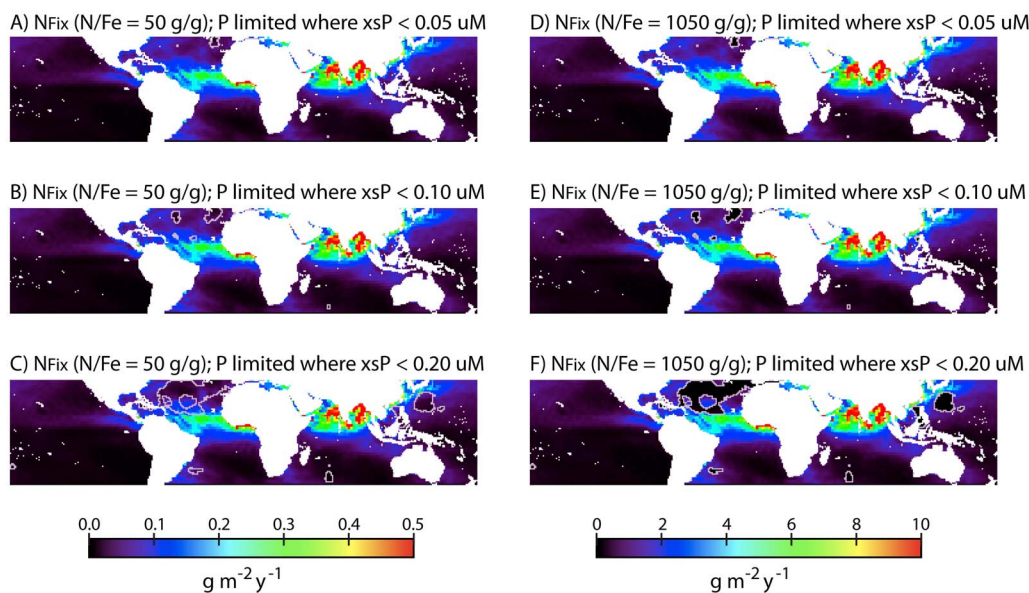 A) NFix (N/Fe = 50 g/g); P limited where xsP < 0.05 uM
D) NFix (N/Fe = 1050 g/g); P limited where xsP < 0.05 uM
B) NFix (N/Fe = 50 g/g); P limited where xsP < 0.10 uM
E) NFix (N/Fe = 1050 g/g); P limited where xsP < 0.10 uM
C) NFix (N/Fe = 50 g/g); P limited where xsP < 0.20 uM
F) NFix (N/Fe = 1050 g/g); P limited where xsP < 0.20 uM
0.0 0.1 0.2 0.3 0.4 0.5
g m⁻² y⁻¹
0 2 4 6 8 10
g m⁻² y⁻¹